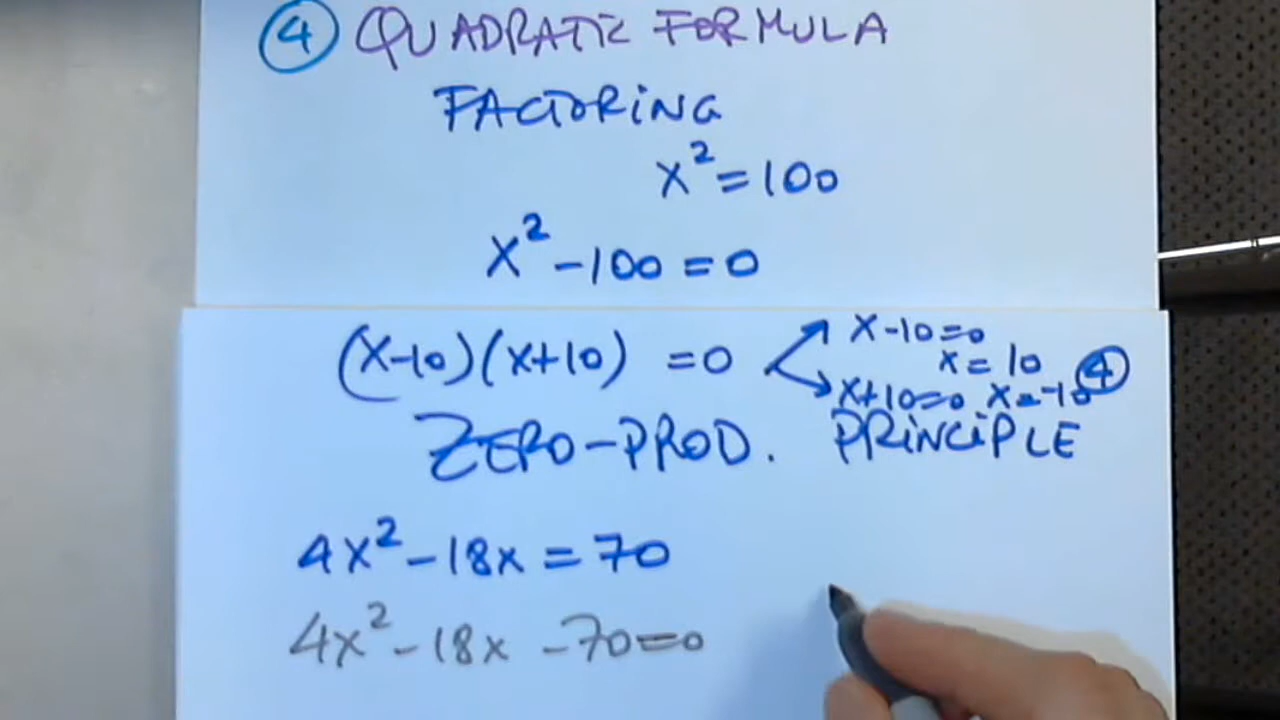 ④ QUADRATIC FORMULA
FACTORING
x² = 100
x² - 100 = 0
(x-10)(x+10) = 0
x-10=0
x = 10
x+10=0 x=-10
④
ZERO-PROD. PRINCIPLE
4x² - 18x = 70
4x² - 18x - 70 = 0